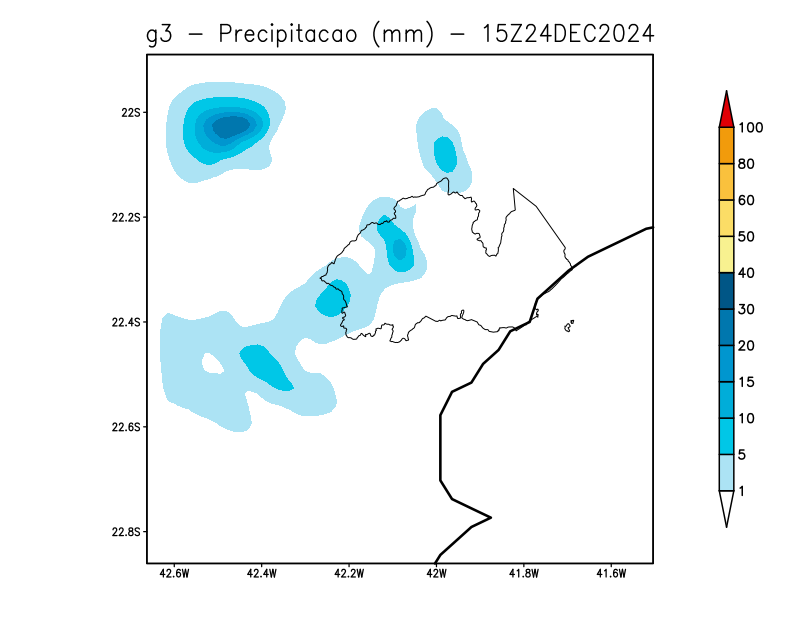 g3 − Precipitacao (mm) − 15Z24DEC2024
22S
22.2S
22.4S
22.6S
22.8S
42.6W
42.4W
42.2W
42W
41.8W
41.6W
100
80
60
50
40
30
20
15
10
5
1